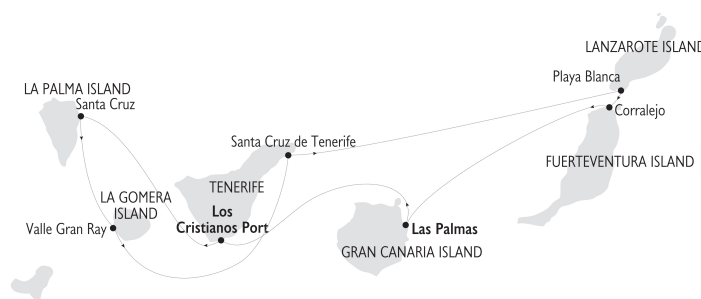 LANZAROTE ISLAND
Playa Blanca
LA PALMA ISLAND
Santa Cruz
Corralejo
Santa Cruz de Tenerife
FUERTEVENTURA ISLAND
TENERIFE
LA GOMERA
ISLAND
Los
Cristianos Port
Valle Gran Ray
Las Palmas
GRAN CANARIA ISLAND